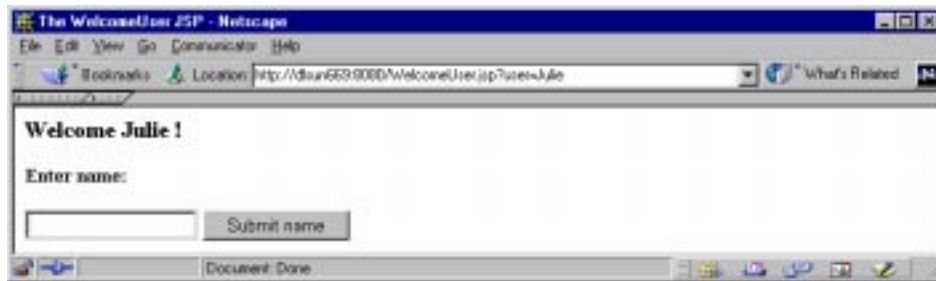 The WelcomeUser JSP - Netscape
File Edit View Go Communicator Help
Bookmarks Location: http://dlsun669:8080/WelcomeUser.jsp?user=Julie What's Related
Welcome Julie !
Enter name:
Submit name
Document: Done